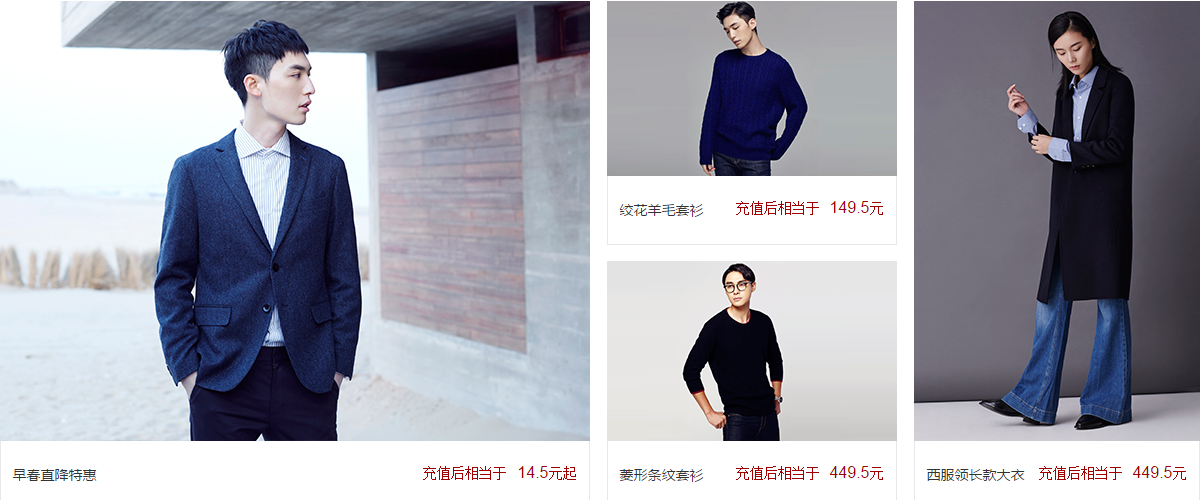 早春直降特惠 充值后相当于 14.5元起
绞花羊毛套衫 充值后相当于 149.5元
菱形条纹套衫 充值后相当于 449.5元
西服领长款大衣 充值后相当于 449.5元